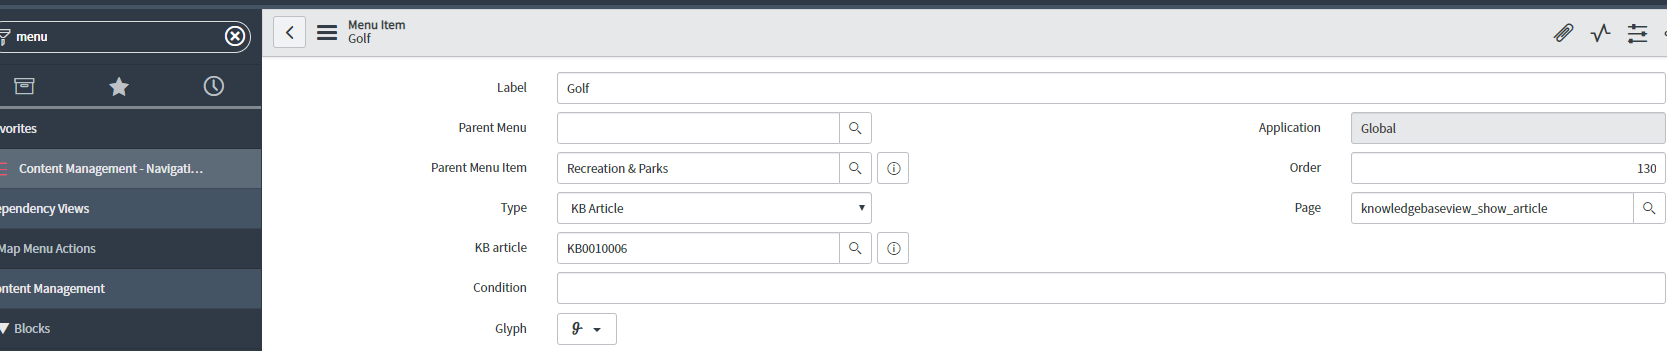 menu
Menu Item
Golf
Label
Golf
Parent Menu
Application
Global
Parent Menu Item
Recreation & Parks
Order
130
Type
KB Article
Page
knowledgebaseview_show_article
KB article
KB0010006
Condition
Glyph
vorites
Content Management - Navigati...
ependency Views
Map Menu Actions
ontent Management
Blocks